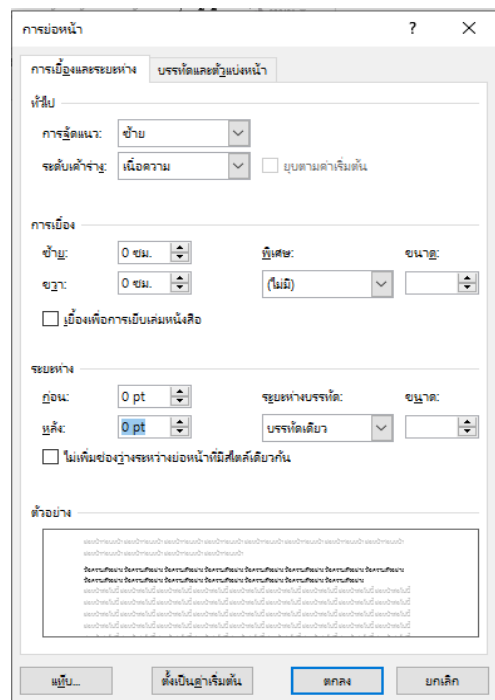 การย่อหน้า ? ×
การเยื้องและระยะห่าง บรรทัดและตัวแบ่งหน้า
ทั่วไป
การจัดแนว: ซ้าย
ระดับเค้าร่าง: เนื้อความ ยุบตามค่าเริ่มต้น
การเยื้อง
ซ้าย: 0 ซม. พิเศษ: ขนาด:
ขวา: 0 ซม. (ไม่มี)
เยื้องเพื่อการเย็บเล่มหนังสือ
ระยะห่าง
ก่อน: 0 pt ระยะห่างบรรทัด: ขนาด:
หลัง: 0 pt บรรทัดเดียว
ไม่เพิ่มช่องว่างระหว่างย่อหน้าที่มีสไตล์เดียวกัน
ตัวอย่าง
แท็บ... ตั้งเป็นค่าเริ่มต้น ตกลง ยกเลิก